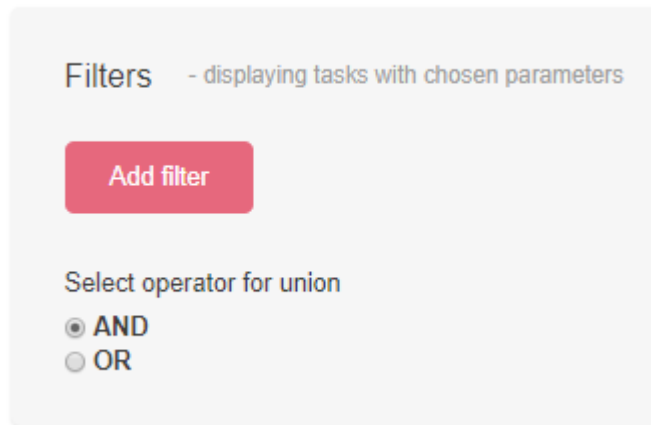 Filters - displaying tasks with chosen parameters
Add filter
Select operator for union
AND
OR